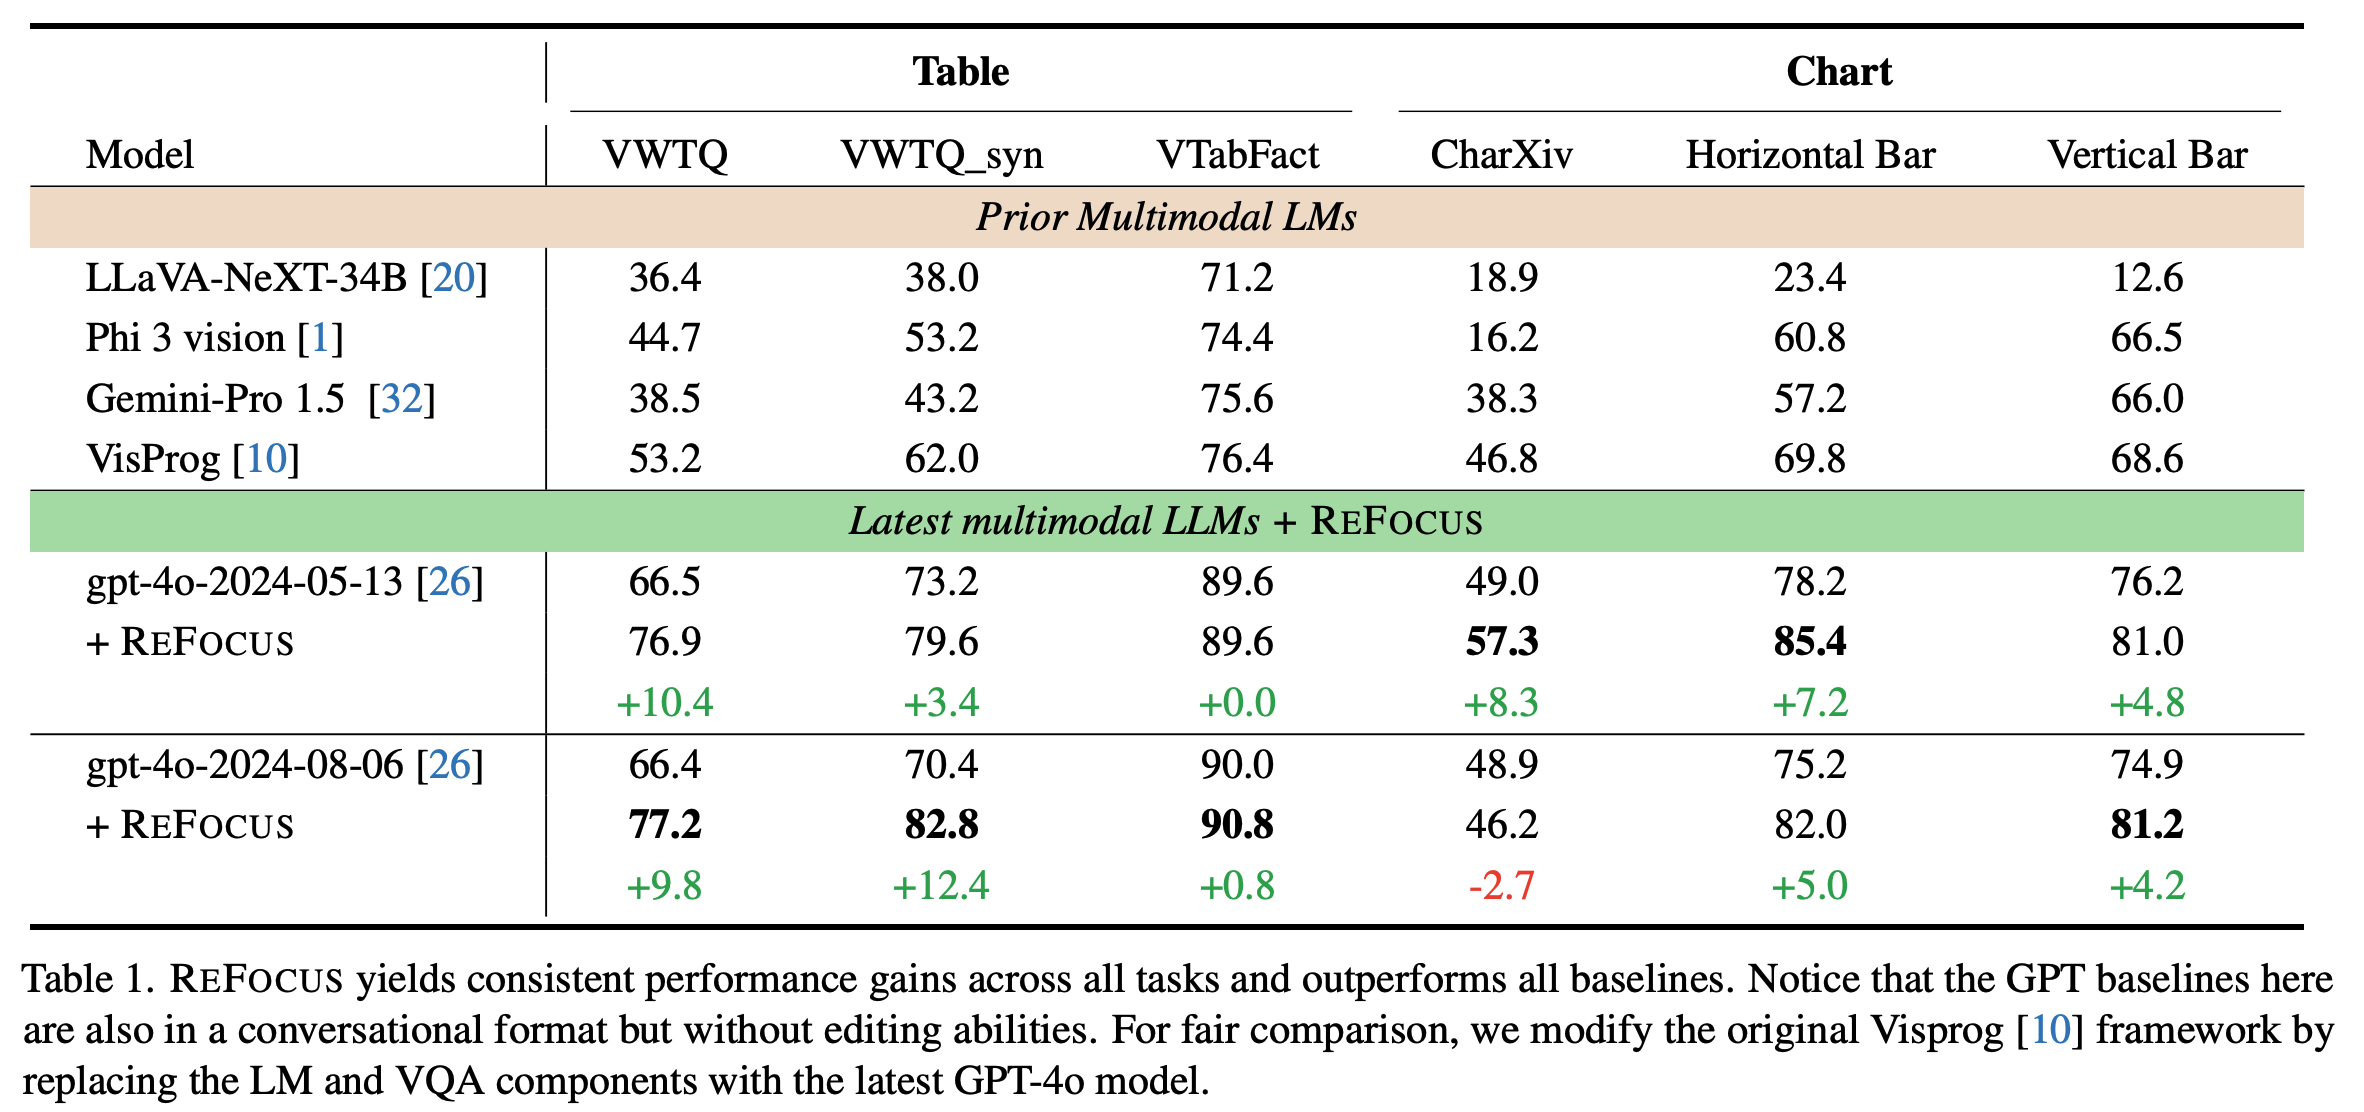 Table Chart
Model VWTQ VWTQ_syn VTabFact CharXiv Horizontal Bar Vertical Bar
Prior Multimodal LMs
LLaVA-NeXT-34B [20] 36.4 38.0 71.2 18.9 23.4 12.6
Phi 3 vision [1] 44.7 53.2 74.4 16.2 60.8 66.5
Gemini-Pro 1.5 [32] 38.5 43.2 75.6 38.3 57.2 66.0
VisProg [10] 53.2 62.0 76.4 46.8 69.8 68.6
Latest multimodal LLMs + REFOCUS
gpt-4o-2024-05-13 [26] 66.5 73.2 89.6 49.0 78.2 76.2
+ REFOCUS 76.9 79.6 89.6 57.3 85.4 81.0
+10.4 +3.4 +0.0 +8.3 +7.2 +4.8
gpt-4o-2024-08-06 [26] 66.4 70.4 90.0 48.9 75.2 74.9
+ REFOCUS 77.2 82.8 90.8 46.2 82.0 81.2
+9.8 +12.4 +0.8 -2.7 +5.0 +4.2
Table 1. REFOCUS yields consistent performance gains across all tasks and outperforms all baselines. Notice that the GPT baselines here
are also in a conversational format but without editing abilities. For fair comparison, we modify the original Visprog [10] framework by
replacing the LM and VQA components with the latest GPT-4o model.